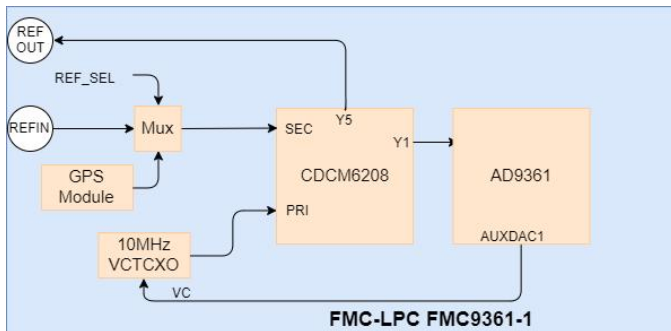 REF
OUT
REF_SEL
REFIN
Mux
GPS
Module
SEC
Y5
Y1
CDCM6208
PRI
AD9361
AUXDAC1
10MHz
VCTCXO
VC
FMC-LPC FMC9361-1